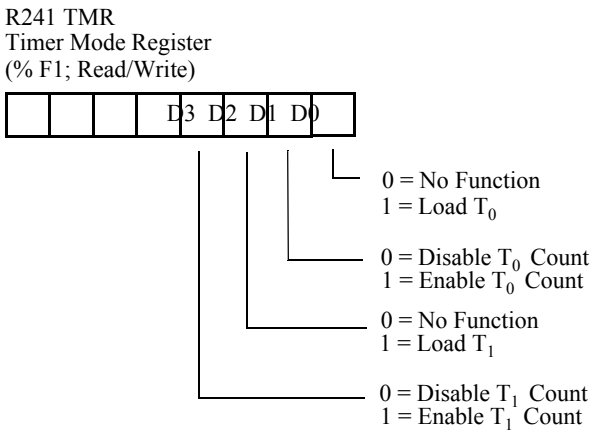 R241 TMR
Timer Mode Register
(% F1; Read/Write)
D3 D2 D1 D0
0 = No Function
1 = Load T0
0 = Disable T0 Count
1 = Enable T0 Count
0 = No Function
1 = Load T1
0 = Disable T1 Count
1 = Enable T1 Count